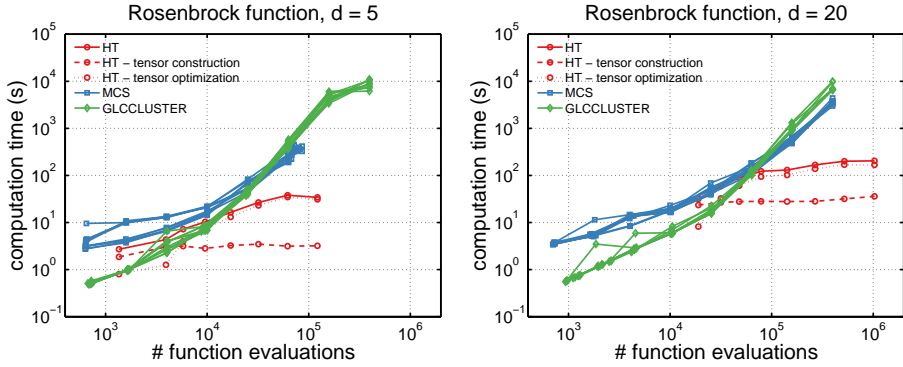 Rosenbrock function, d = 5
computation time (s)
10^5
10^4
10^3
10^2
10^1
10^0
10^-1
HT
HT − tensor construction
HT − tensor optimization
MCS
GLCCLUSTER
10^3
10^4
10^5
10^6
# function evaluations
Rosenbrock function, d = 20
computation time (s)
10^5
10^4
10^3
10^2
10^1
10^0
10^-1
HT
HT − tensor construction
HT − tensor optimization
MCS
GLCCLUSTER
10^3
10^4
10^5
10^6
# function evaluations